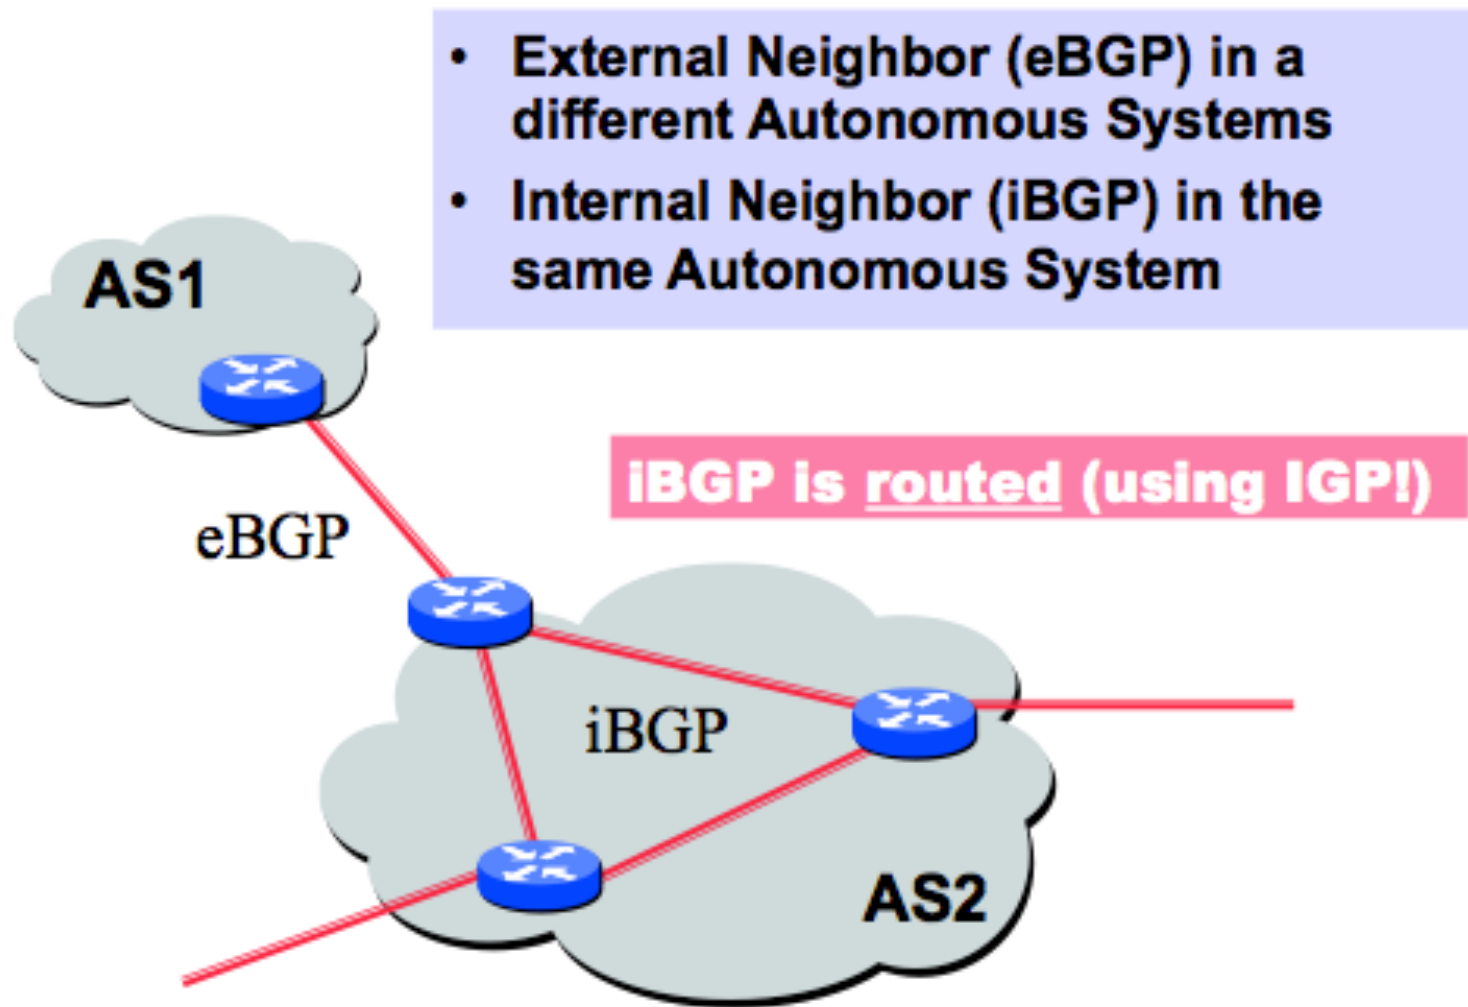 • External Neighbor (eBGP) in a
different Autonomous Systems
• Internal Neighbor (iBGP) in the
same Autonomous System
AS1
iBGP is routed (using IGP!)
eBGP
iBGP
AS2